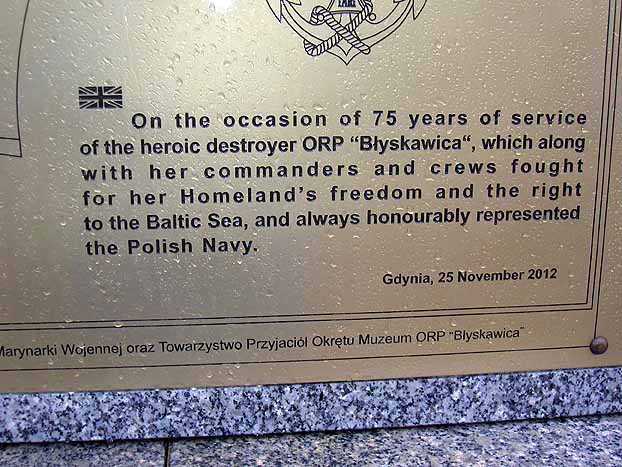 On the occasion of 75 years of service
of the heroic destroyer ORP “Błyskawica“, which along
with her commanders and crews fought
for her Homeland's freedom and the right
to the Baltic Sea, and always honourably represented
the Polish Navy.
Gdynia, 25 November 2012
Marynarki Wojennej oraz Towarzystwo Przyjaciół Okrętu Muzeum ORP “Błyskawica”